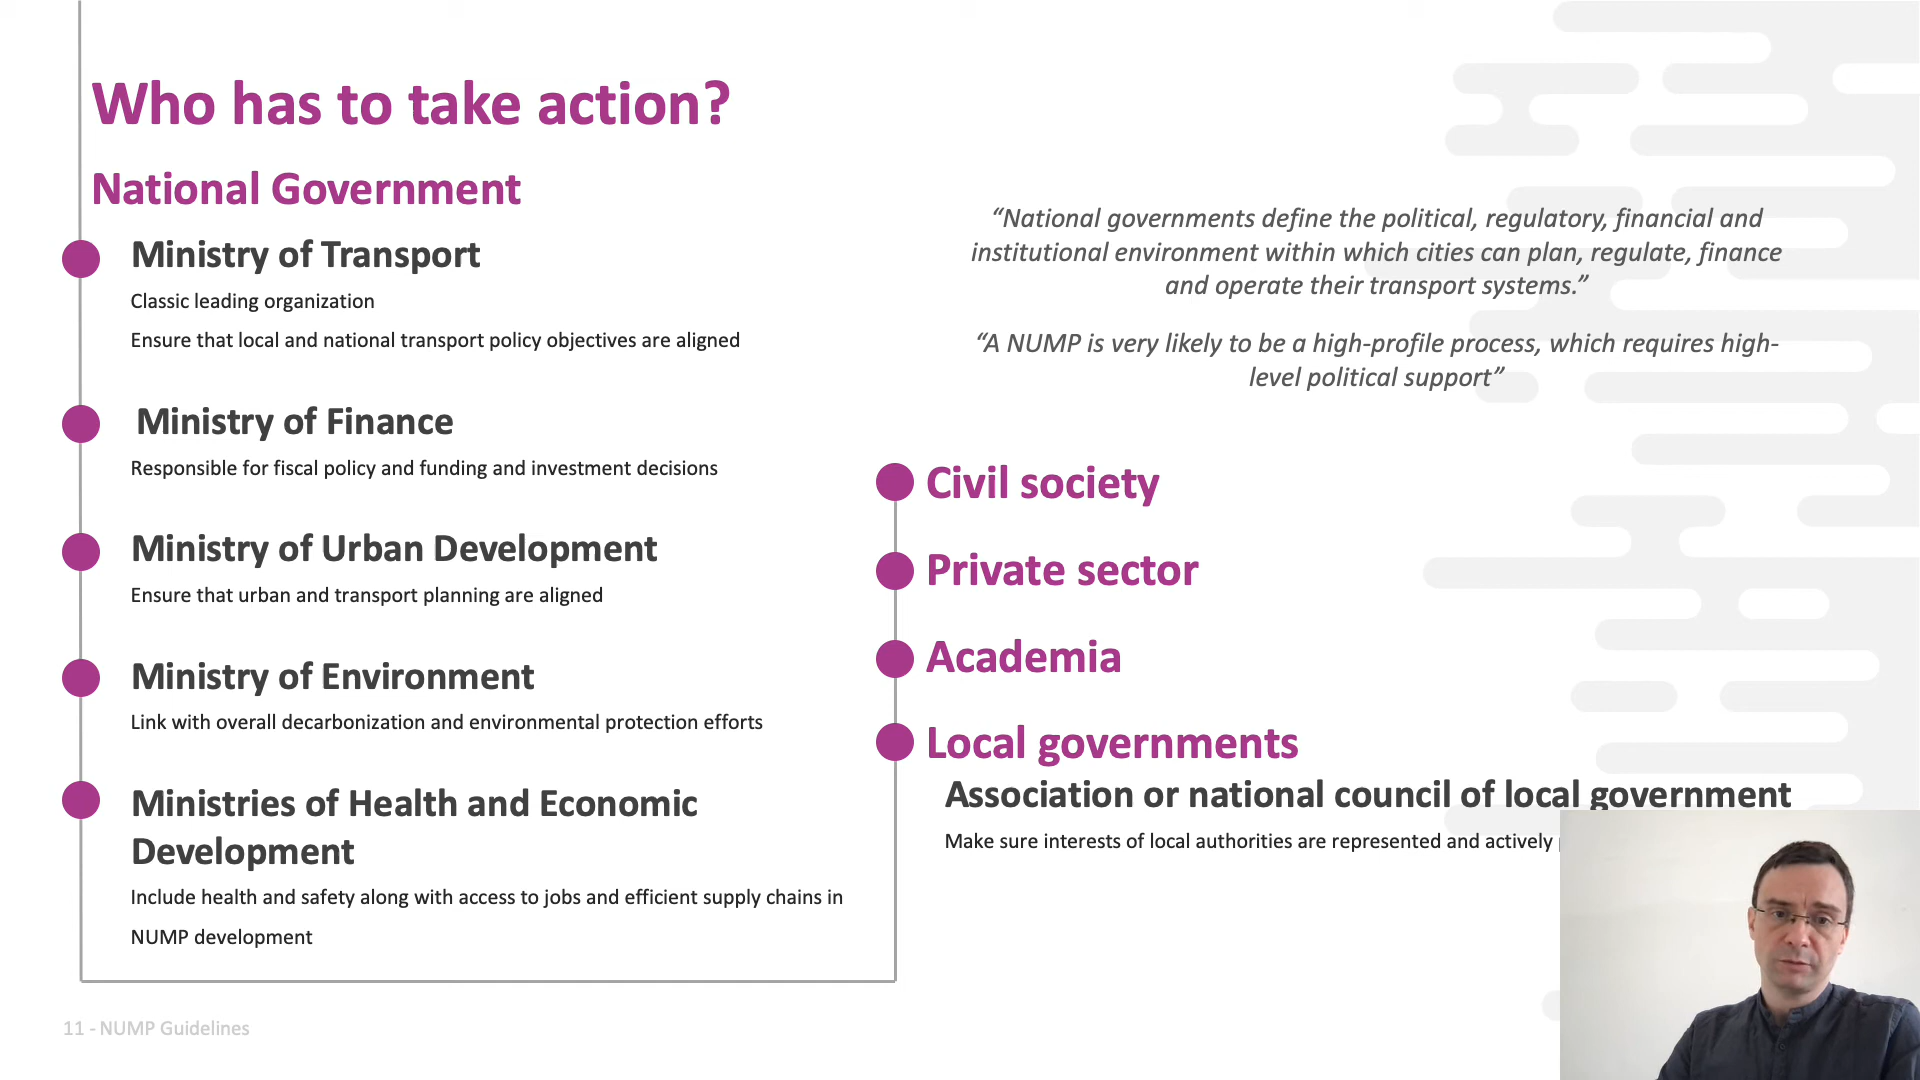 Who has to take action?
National Government
Ministry of Transport
Classic leading organization
Ensure that local and national transport policy objectives are aligned
Ministry of Finance
Responsible for fiscal policy and funding and investment decisions
Ministry of Urban Development
Ensure that urban and transport planning are aligned
Ministry of Environment
Link with overall decarbonization and environmental protection efforts
Ministries of Health and Economic
Development
Include health and safety along with access to jobs and efficient supply chains in
NUMP development
“National governments define the political, regulatory, financial and
institutional environment within which cities can plan, regulate, finance
and operate their transport systems.”
“A NUMP is very likely to be a high-profile process, which requires high-
level political support”
Civil society
Private sector
Academia
Local governments
Association or national council of local government
Make sure interests of local authorities are represented and actively
11 - NUMP Guidelines